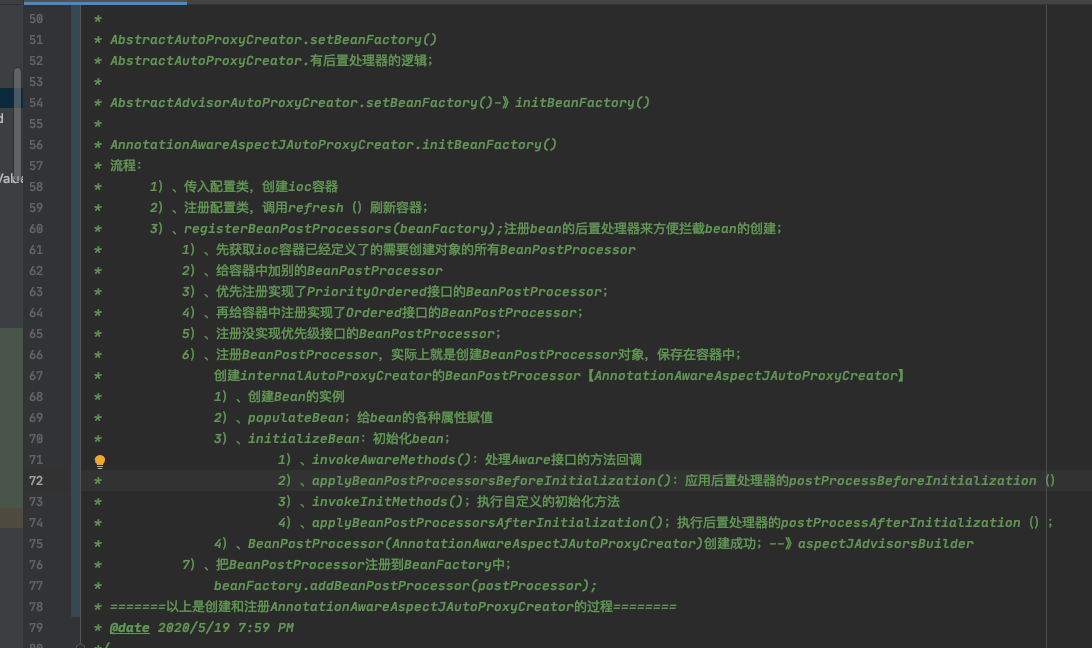 50 *
51 * AbstractAutoProxyCreator.setBeanFactory()
52 * AbstractAutoProxyCreator.有后置处理器的逻辑;
53 *
54 * AbstractAdvisorAutoProxyCreator.setBeanFactory()-》initBeanFactory()
55 *
56 * AnnotationAwareAspectJAutoProxyCreator.initBeanFactory()
57 * 流程:
58 * 1）、传入配置类，创建ioc容器
59 * 2）、注册配置类，调用refresh（）刷新容器;
60 * 3）、registerBeanPostProcessors(beanFactory);注册bean的后置处理器来方便拦截bean的创建;
61 * 1）、先获取ioc容器已经定义了的需要创建对象的所有BeanPostProcessor
62 * 2）、给容器中加别的BeanPostProcessor
63 * 3）、优先注册实现了PriorityOrdered接口的BeanPostProcessor;
64 * 4）、再给容器中注册实现了Ordered接口的BeanPostProcessor;
65 * 5）、注册没实现优先级接口的BeanPostProcessor;
66 * 6）、注册BeanPostProcessor，实际上就是创建BeanPostProcessor对象，保存在容器中;
67 * 创建internalAutoProxyCreator的BeanPostProcessor【AnnotationAwareAspectJAutoProxyCreator】
68 * 1）、创建Bean的实例
69 * 2）、populateBean；给bean的各种属性赋值
70 * 3）、initializeBean：初始化bean;
71 * 1）、invokeAwareMethods()：处理Aware接口的方法回调
72 * 2）、applyBeanPostProcessorsBeforeInitialization()：应用后置处理器的postProcessBeforeInitialization（）
73 * 3）、invokeInitMethods()；执行自定义的初始化方法
74 * 4）、applyBeanPostProcessorsAfterInitialization()；执行后置处理器的postProcessAfterInitialization（）;
75 * 4）、BeanPostProcessor(AnnotationAwareAspectJAutoProxyCreator)创建成功；--》aspectJAdvisorsBuilder
76 * 7）、把BeanPostProcessor注册到BeanFactory中;
77 * beanFactory.addBeanPostProcessor(postProcessor);
78 * =======以上是创建和注册AnnotationAwareAspectJAutoProxyCreator的过程========
79 * @date 2020/5/19 7:59 PM